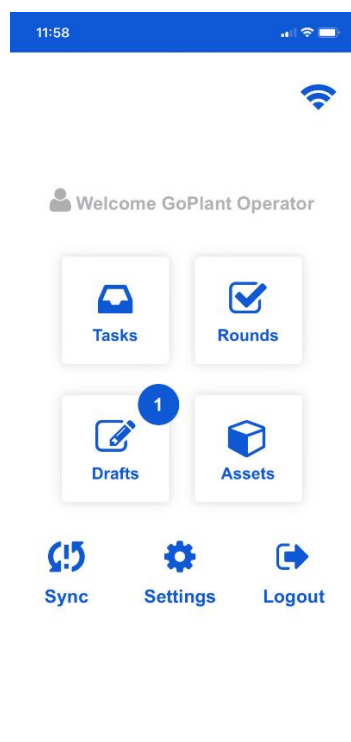 11:58
Welcome GoPlant Operator
Tasks
Rounds
1
Drafts
Assets
Sync
Settings
Logout